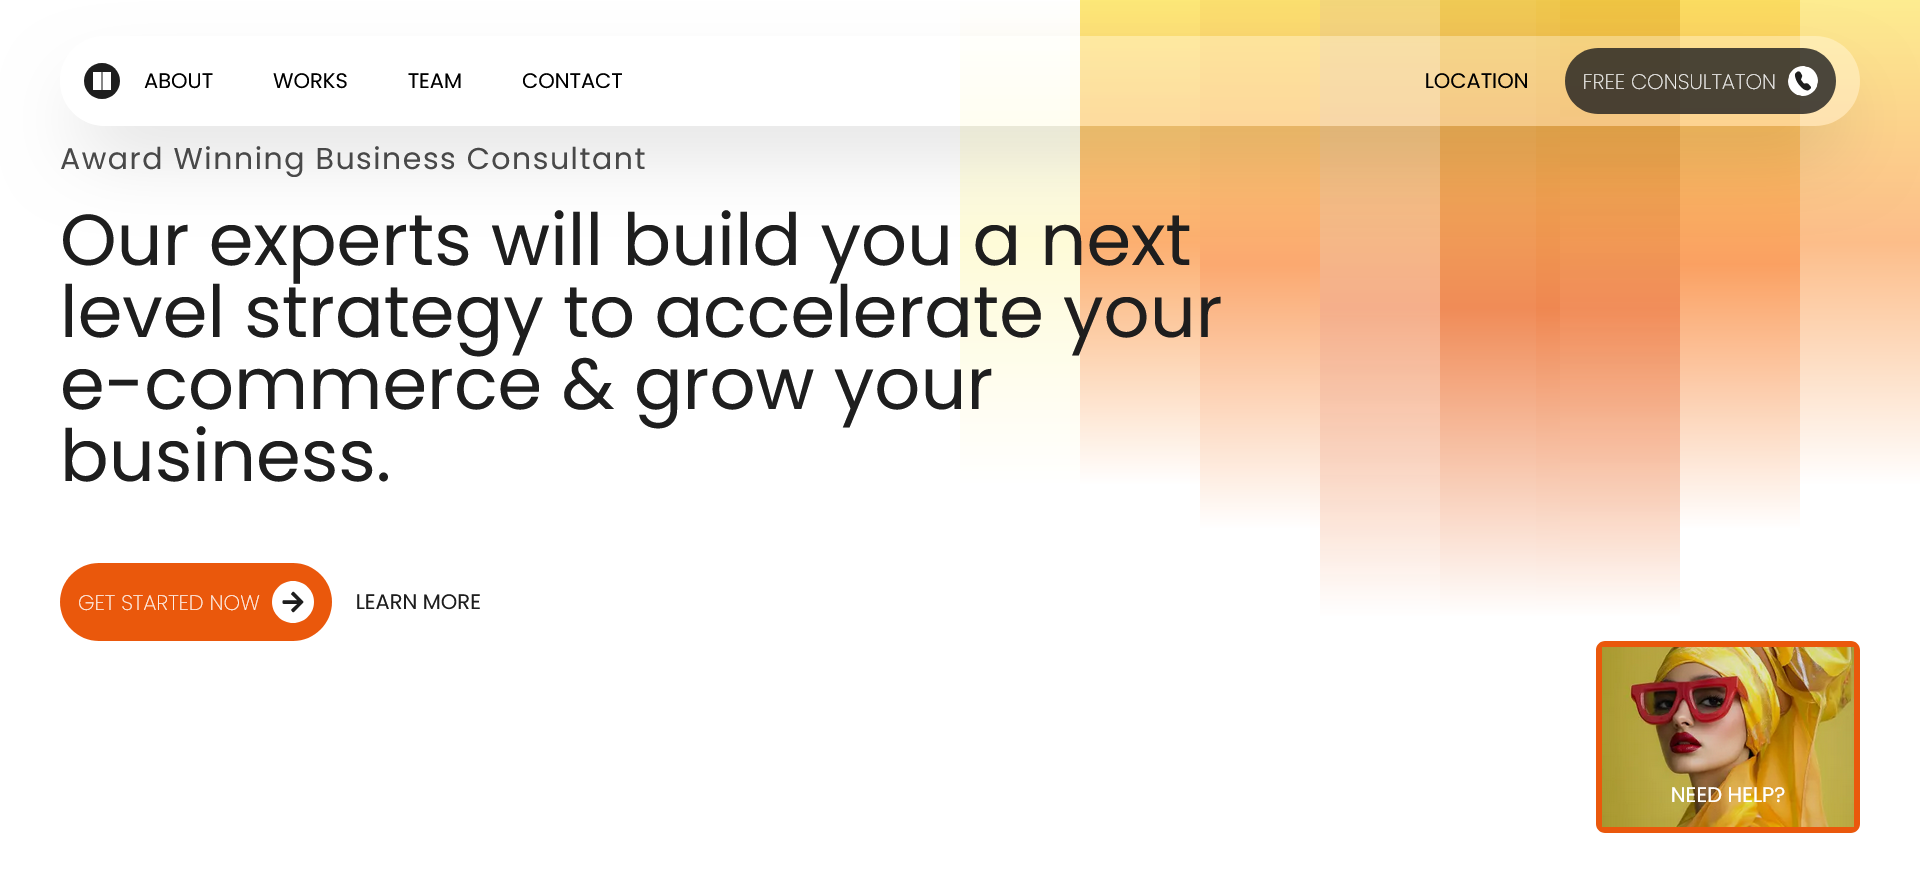 ABOUT WORKS TEAM CONTACT LOCATION FREE CONSULTATON
Award Winning Business Consultant
Our experts will build you a next
level strategy to accelerate your
e-commerce & grow your
business.
GET STARTED NOW LEARN MORE
NEED HELP?